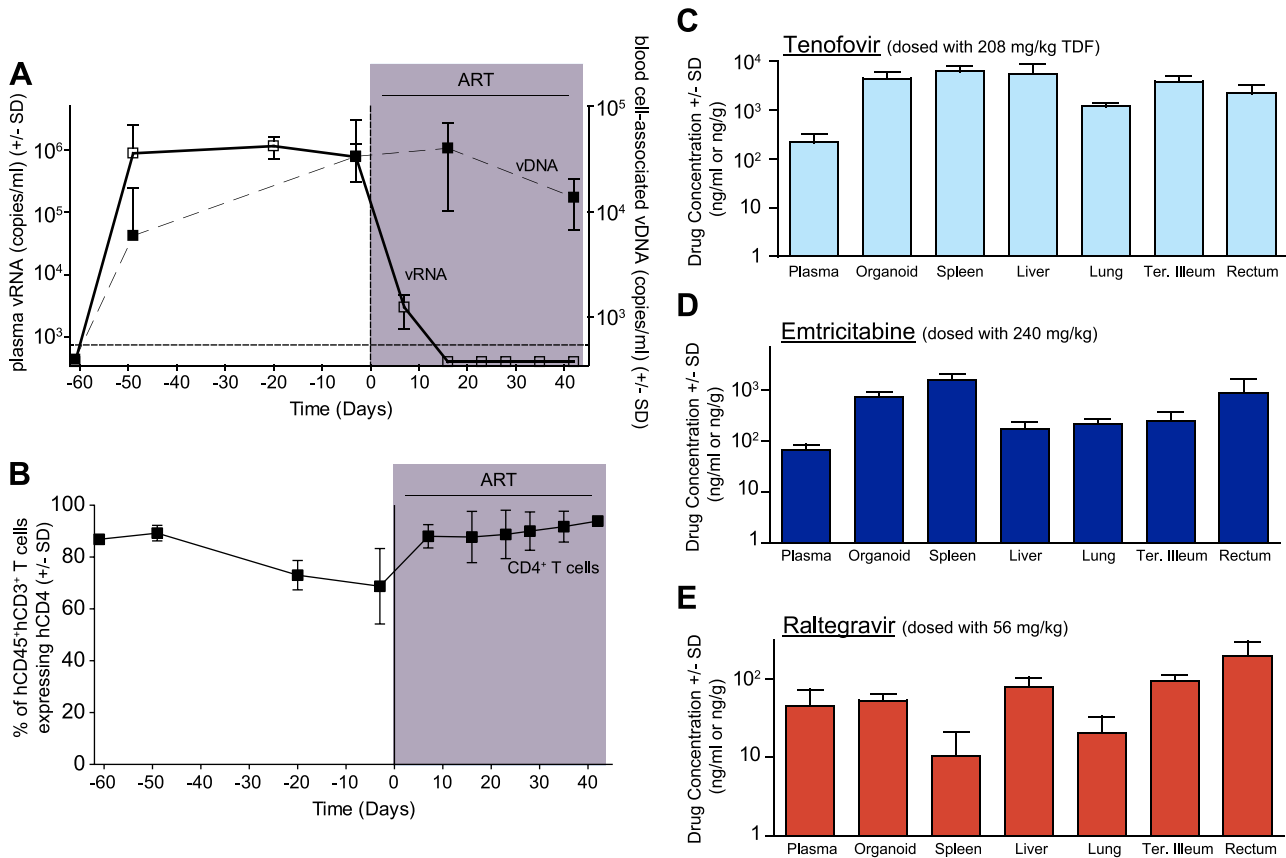 A
plasma vRNA (copies/ml) (+/- SD)
10⁶
10⁵
10⁴
10³
ART
vDNA
vRNA
10⁵
10⁴
10³
blood cell-associated vDNA (copies/ml) (+/- SD)
-60 -50 -40 -30 -20 -10 0 10 20 30 40
Time (Days)
B
% of hCD45⁺hCD3⁺ T cells
expressing hCD4 (+/- SD)
100
80
60
40
20
0
ART
CD4⁺ T cells
-60 -50 -40 -30 -20 -10 0 10 20 30 40
Time (Days)
C
Tenofovir (dosed with 208 mg/kg TDF)
Drug Concentration +/- SD
(ng/ml or ng/g)
10⁴
10²
1
Plasma Organoid Spleen Liver Lung Ter. Illeum Rectum
D
Emtricitabine (dosed with 240 mg/kg)
Drug Concentration +/- SD
(ng/ml or ng/g)
10³
10²
10
1
Plasma Organoid Spleen Liver Lung Ter. Illeum Rectum
E
Raltegravir (dosed with 56 mg/kg)
Drug Concentration +/- SD
(ng/ml or ng/g)
10²
10
1
Plasma Organoid Spleen Liver Lung Ter. Illeum Rectum